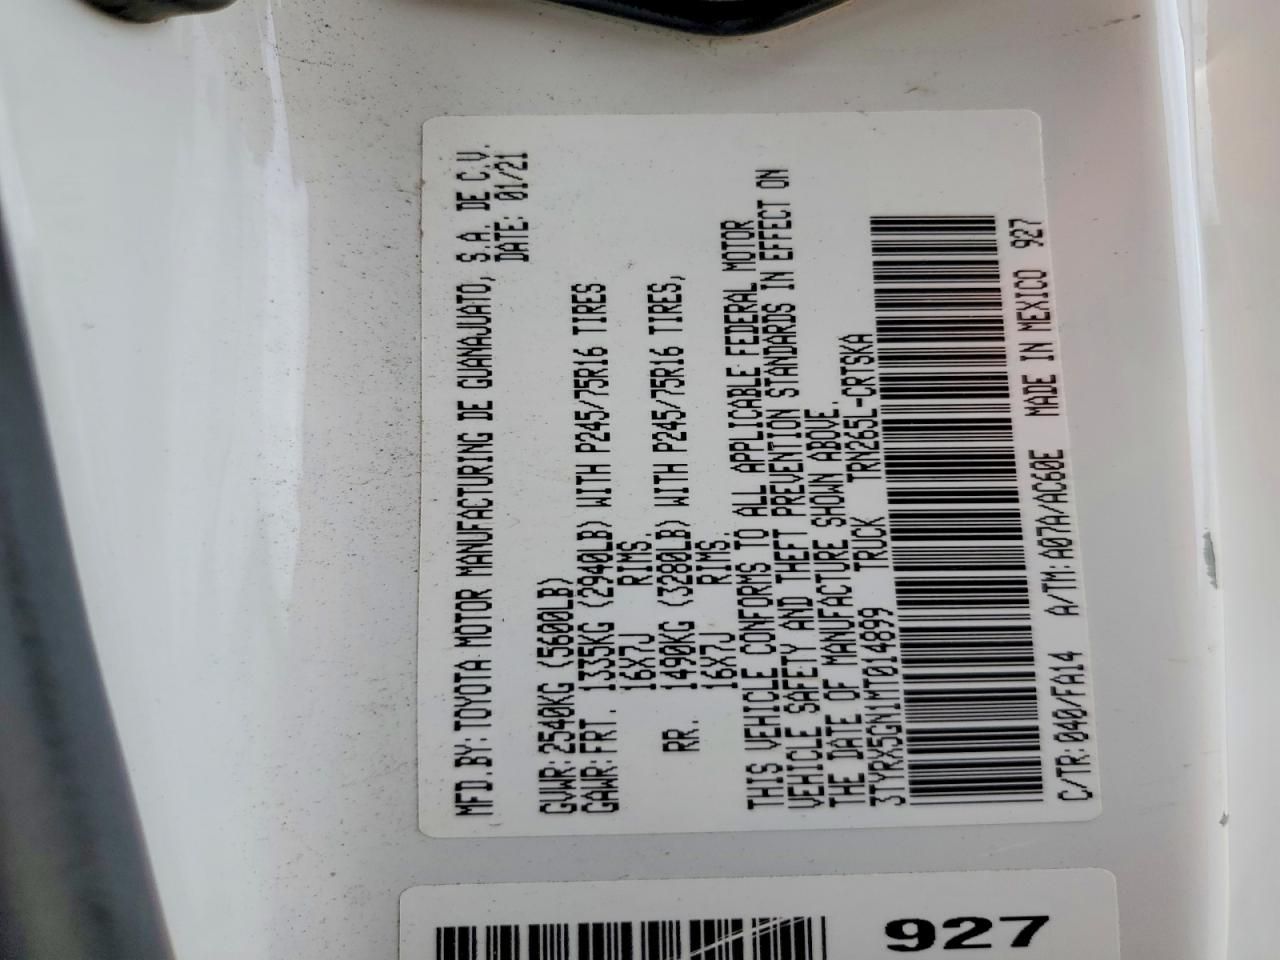 MFD.BY:TOYOTA MOTOR MANUFACTURING DE GUANAJUATO, S.A. DE C.V.
DATE: 01/21
GVWR:2540KG (5600LB)
GAWR:FRT. 1335KG (2940LB) WITH P245/75R16 TIRES
16X7J RIMS.
RR. 1490KG (3280LB) WITH P245/75R16 TIRES,
16X7J RIMS.
THIS VEHICLE CONFORMS TO ALL APPLICABLE FEDERAL MOTOR
VEHICLE SAFETY AND THEFT PREVENTION STANDARDS IN EFFECT ON
THE DATE OF MANUFACTURE SHOWN ABOVE.
3TYRX5GN1MT014899 TRUCK TRN265L-CRTSKA
C/TR:040/FA14 A/TM:A07A/AC60E MADE IN MEXICO 927
927